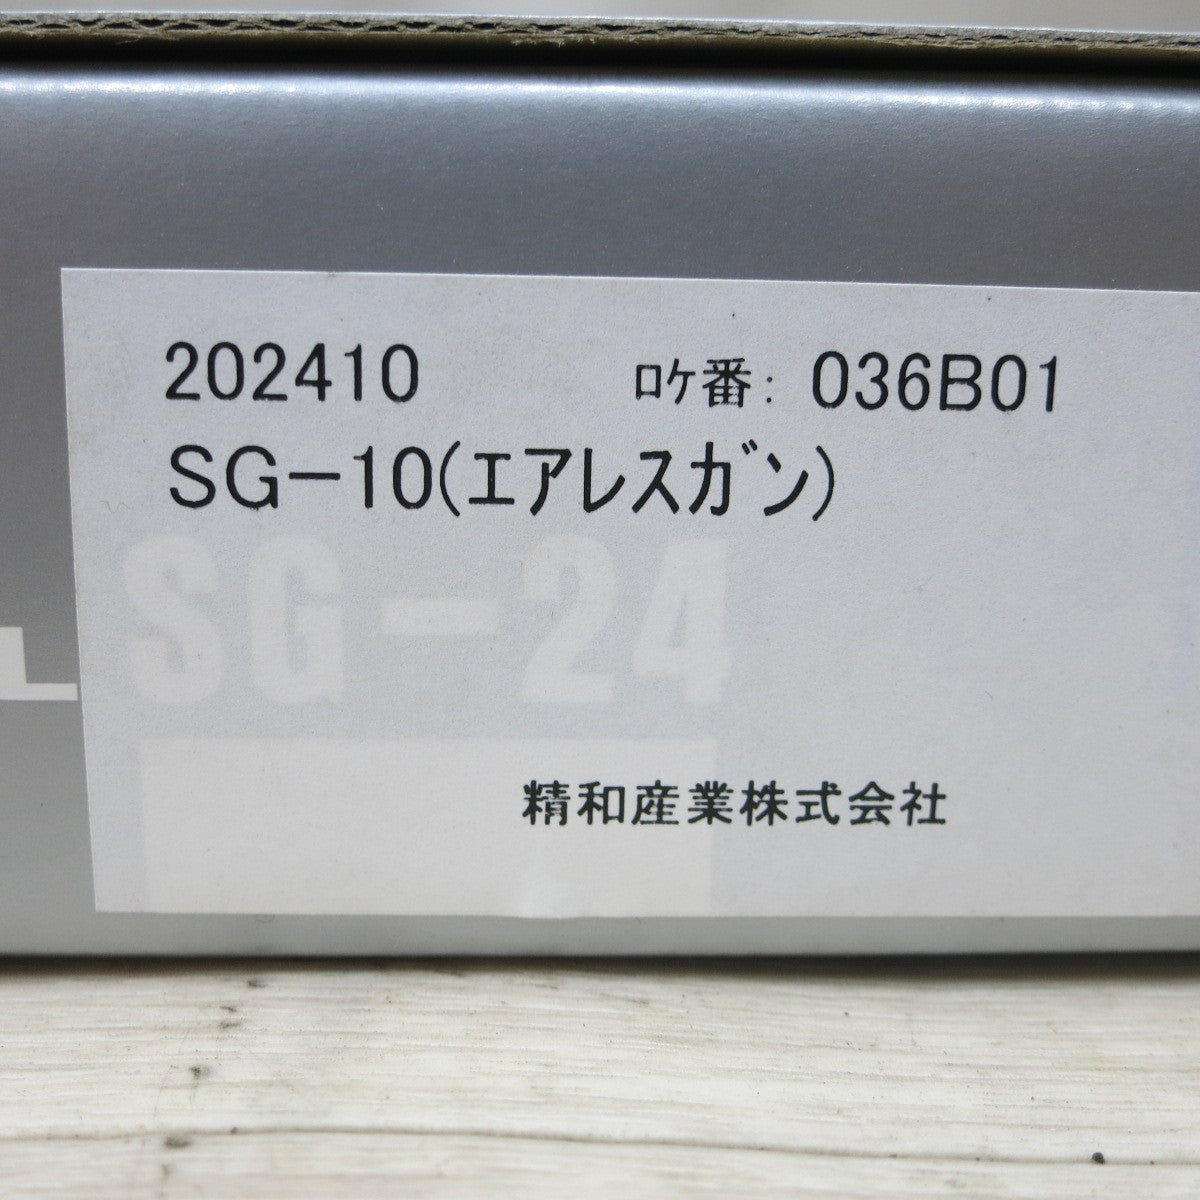 202410 ﾛｹ番: 036B01
SG-10(エアレスガン)
SG-24
L
精和産業株式会社